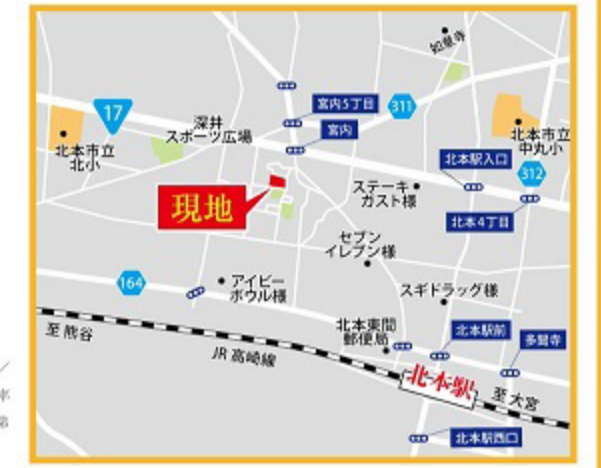 如意寺
17
宮内5丁目
311
深井
スポーツ広場
宮内
北本市立
北小
北本市立
中丸小
北本駅入口
312
現地
ステーキ
ガスト様
北本4丁目
セブン
イレブン様
164
アイビー
ボウル様
スギドラッグ様
北本東間
郵便局
北本駅前
多聞寺
至熊谷
JR高崎線
北本駅
至大宮
北本駅西口
率
第